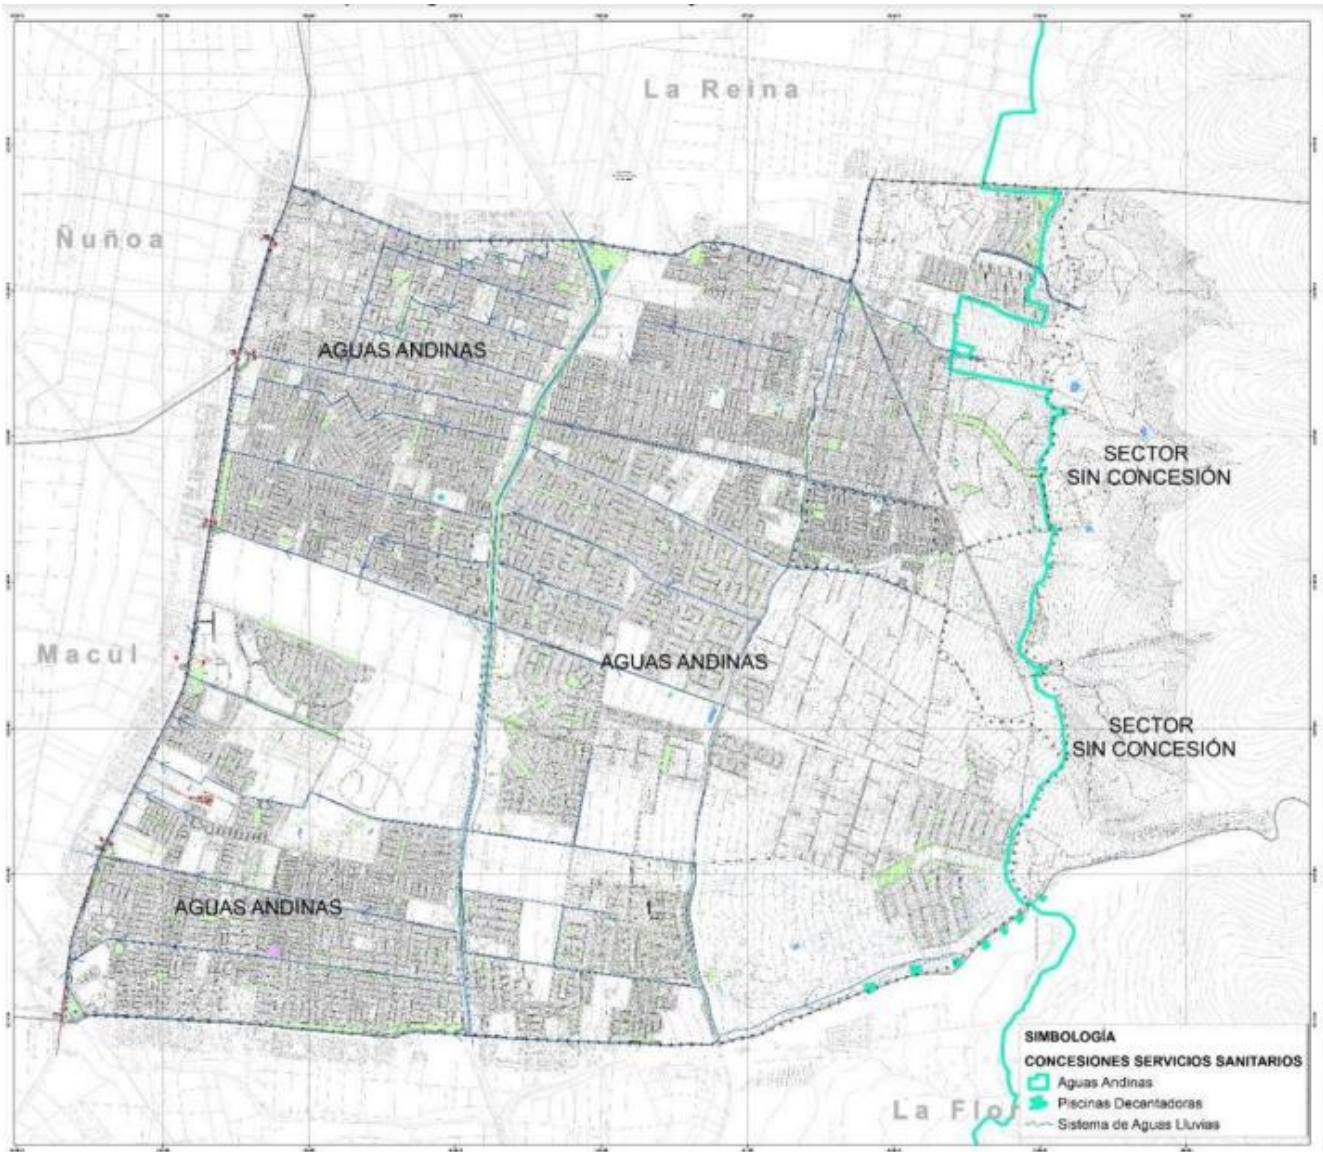 La Reina
Ñuñoa
AGUAS ANDINAS
SECTOR
SIN CONCESIÓN
Macul
AGUAS ANDINAS
SECTOR
SIN CONCESIÓN
AGUAS ANDINAS
La Flor
SIMBOLOGÍA
CONCESIONES SERVICIOS SANITARIOS
Aguas Andinas
Piscinas Decantadoras
Sistema de Aguas Lluvias